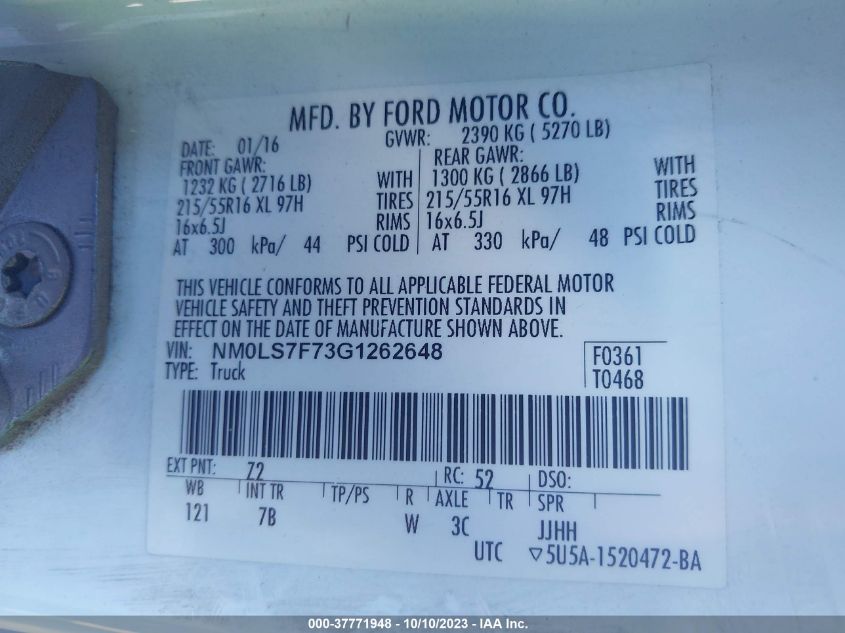 MFD. BY FORD MOTOR CO.
DATE: 01/16 GVWR: 2390 KG ( 5270 LB)
FRONT GAWR: REAR GAWR:
1232 KG ( 2716 LB) WITH 1300 KG ( 2866 LB) WITH
215/55R16 XL 97H TIRES 215/55R16 XL 97H TIRES
16x6.5J RIMS 16x6.5J RIMS
AT 300 kPa/ 44 PSI COLD AT 330 kPa/ 48 PSI COLD
THIS VEHICLE CONFORMS TO ALL APPLICABLE FEDERAL MOTOR
VEHICLE SAFETY AND THEFT PREVENTION STANDARDS IN
EFFECT ON THE DATE OF MANUFACTURE SHOWN ABOVE.
VIN: NM0LS7F73G1262648 F0361
TYPE: Truck T0468
EXT PNT: Z2 RC: 52 DSO:
WB INT TR TP/PS R AXLE TR SPR
121 7B W 3C JJHH
UTC ▽5U5A-1520472-BA
000-37771948 - 10/10/2023 - IAA Inc.